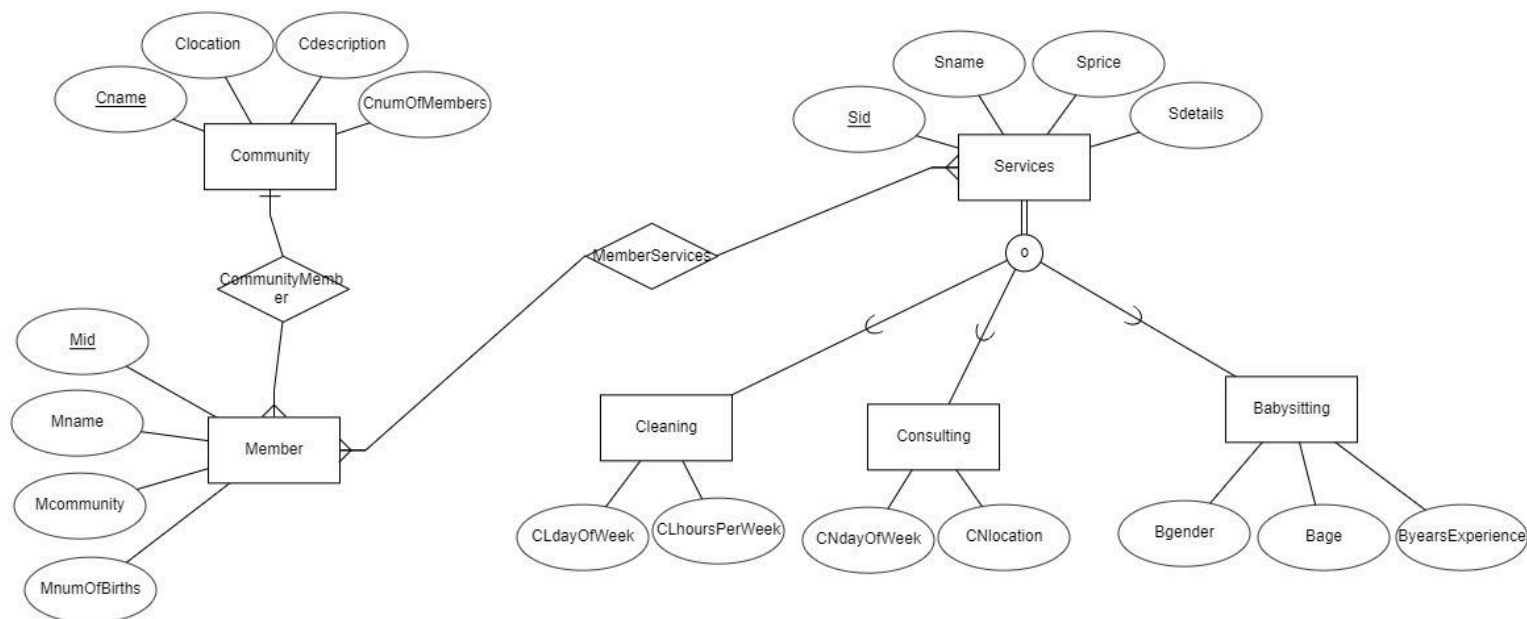 Clocation
Cdescription
Cname
CnumOfMembers
Community
CommunityMemb
er
Mid
Mname
Mcommunity
MnumOfBirths
Member
MemberServices
Sname
Sprice
Sid
Sdetails
Services
o
Cleaning
Consulting
Babysitting
CLdayOfWeek
CLhoursPerWeek
CNdayOfWeek
CNlocation
Bgender
Bage
ByearsExperience